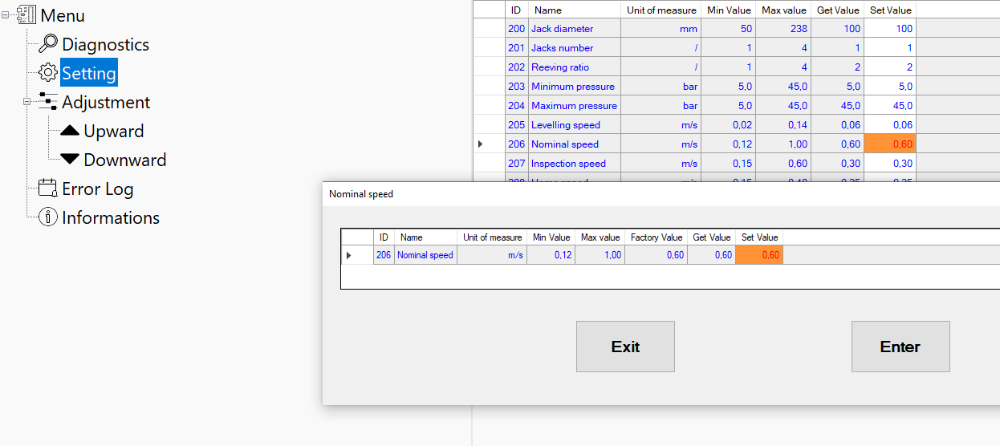 Menu
Diagnostics
Setting
Adjustment
Upward
Downward
Error Log
Informations
ID Name Unit of measure Min Value Max value Get Value Set Value
200 Jack diameter mm 50 238 100 100
201 Jacks number / 1 4 1 1
202 Reeving ratio / 1 4 2 2
203 Minimum pressure bar 5,0 45,0 5,0 5,0
204 Maximum pressure bar 5,0 45,0 45,0 45,0
205 Levelling speed m/s 0,02 0,14 0,06 0,06
206 Nominal speed m/s 0,12 1,00 0,60 0,60
207 Inspection speed m/s 0,15 0,60 0,30 0,30
Nominal speed
ID Name Unit of measure Min Value Max value Factory Value Get Value Set Value
206 Nominal speed m/s 0,12 1,00 0,60 0,60 0,60
Exit Enter